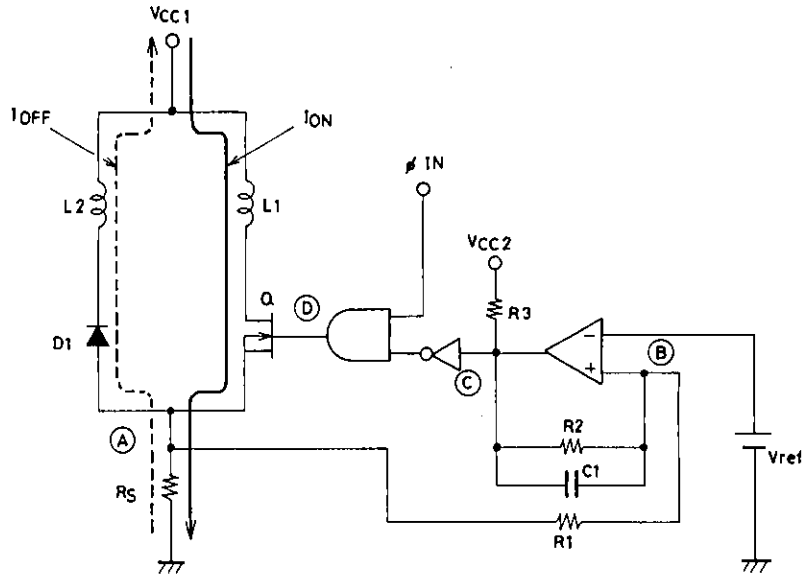 VCC1
IOFF
ION
ϕ IN
L2
L1
VCC2
Q
D
R3
D1
C
B
A
R2
C1
RS
R1
Vref